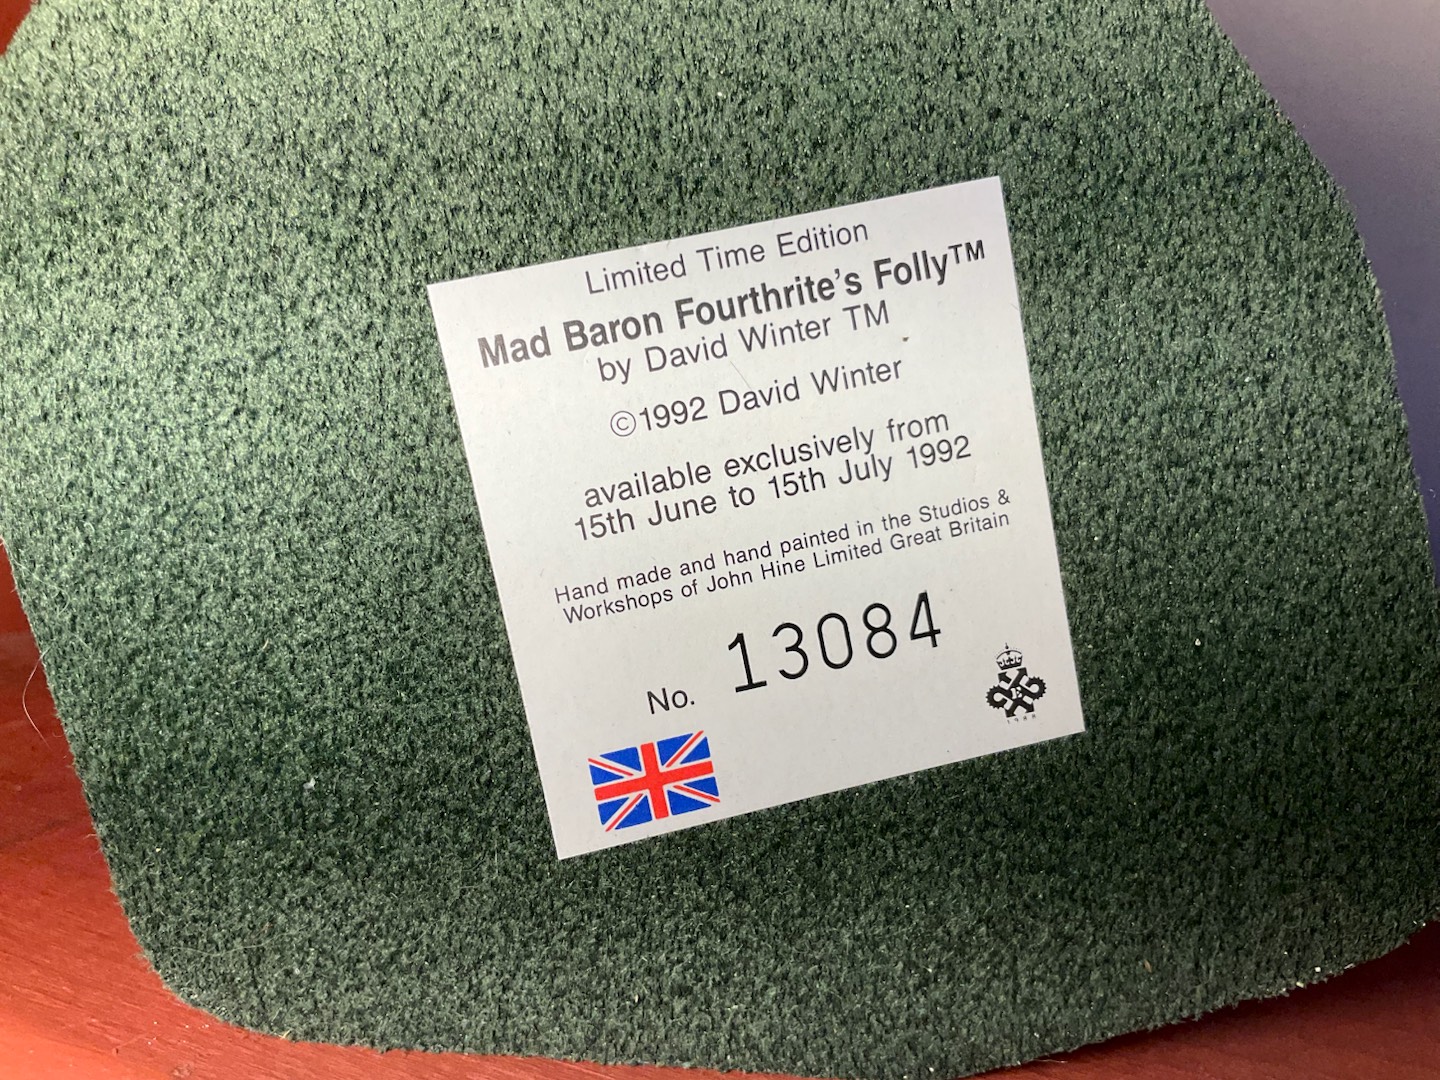 Limited Time Edition
Mad Baron Fourthrite's Folly™
by David Winter TM
©1992 David Winter
available exclusively from
15th June to 15th July 1992
Hand made and hand painted in the Studios &
Workshops of John Hine Limited Great Britain
No. 13084
1988